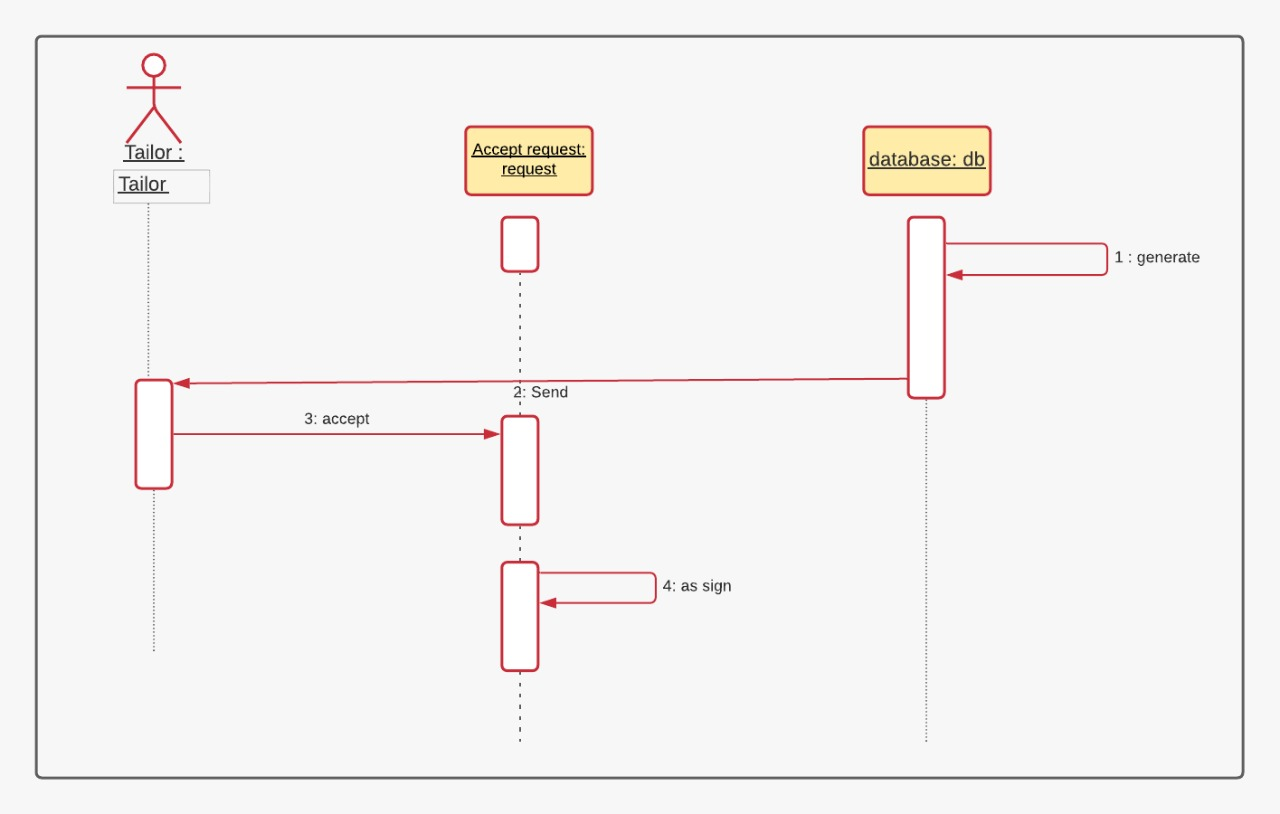 Tailor :
Tailor
Accept request:
request
database: db
1 : generate
2: Send
3: accept
4: as sign